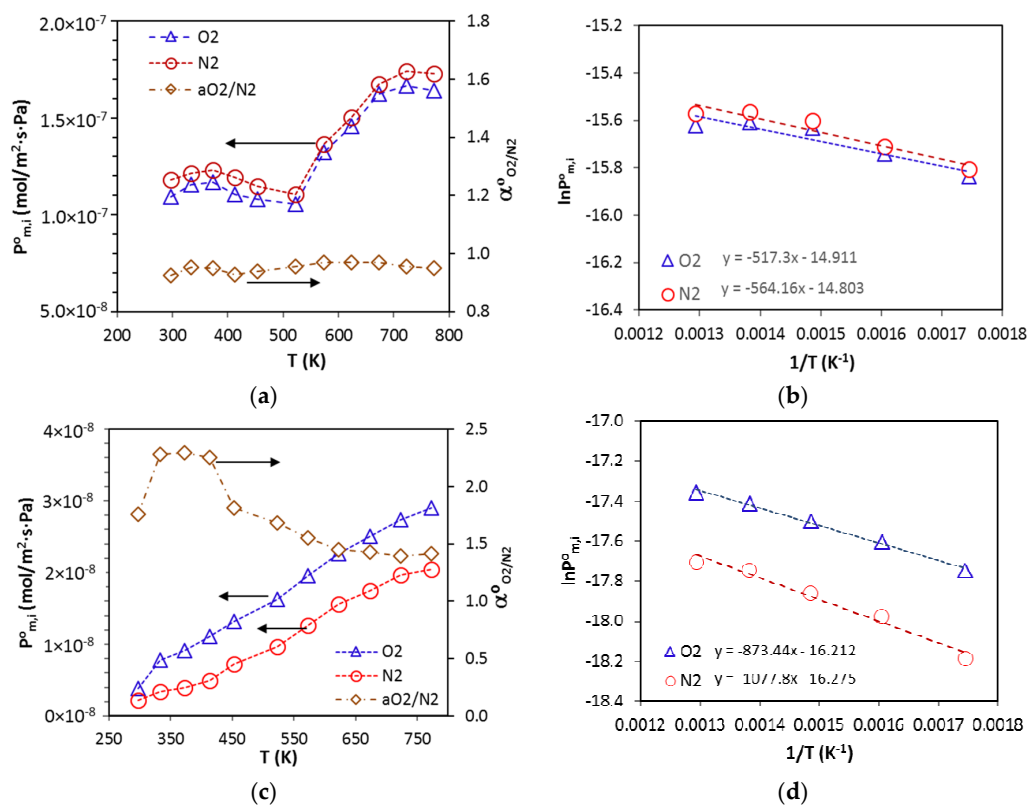 2.0×10⁻⁷
1.5×10⁻⁷
1.0×10⁻⁷
5.0×10⁻⁸
P°m,i (mol/m²·s·Pa)
O2
N2
aO2/N2
1.8
1.6
1.4
1.2
1.0
0.8
α°O2/N2
200 300 400 500 600 700 800
T (K)
(a)
-15.2
-15.4
-15.6
-15.8
-16.0
-16.2
-16.4
lnP°m,i
O2 y = -517.3x - 14.911
N2 y = -564.16x - 14.803
0.0012 0.0013 0.0014 0.0015 0.0016 0.0017 0.0018
1/T (K⁻¹)
(b)
4×10⁻⁸
3×10⁻⁸
2×10⁻⁸
1×10⁻⁸
0×10⁻⁸
P°m,i (mol/m²·s·Pa)
2.5
2.0
1.5
1.0
0.5
0.0
α°O2/N2
O2
N2
aO2/N2
250 350 450 550 650 750
T (K)
(c)
-17.0
-17.2
-17.4
-17.6
-17.8
-18.0
-18.2
-18.4
lnP°m,i
O2 y = -873.44x - 16.212
N2 y = 1077.8x 16.275
0.0012 0.0013 0.0014 0.0015 0.0016 0.0017 0.0018
1/T (K⁻¹)
(d)